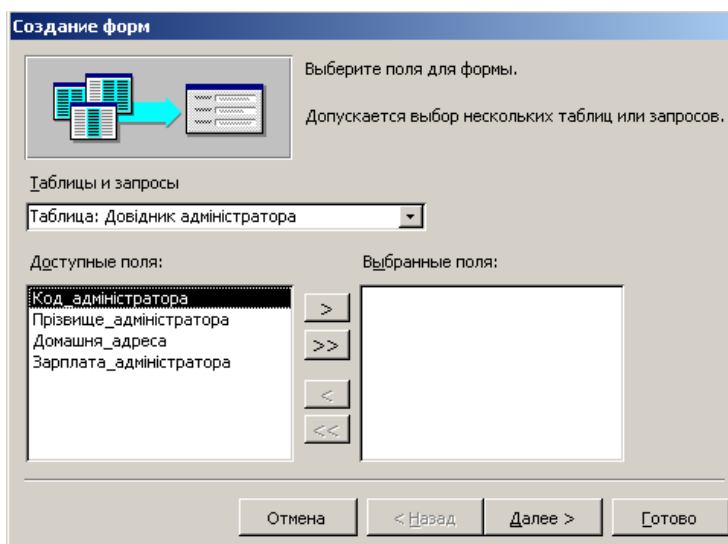 Создание форм
Выберите поля для формы.
Допускается выбор нескольких таблиц или запросов.
Таблицы и запросы
Таблица: Довідник адміністратора
Доступные поля:
Выбранные поля:
Код_адміністратора
Прізвище_адміністратора
Домашня_адреса
Зарплата_адміністратора
>
>>
<
<<
Отмена
< Назад
Далее >
Готово